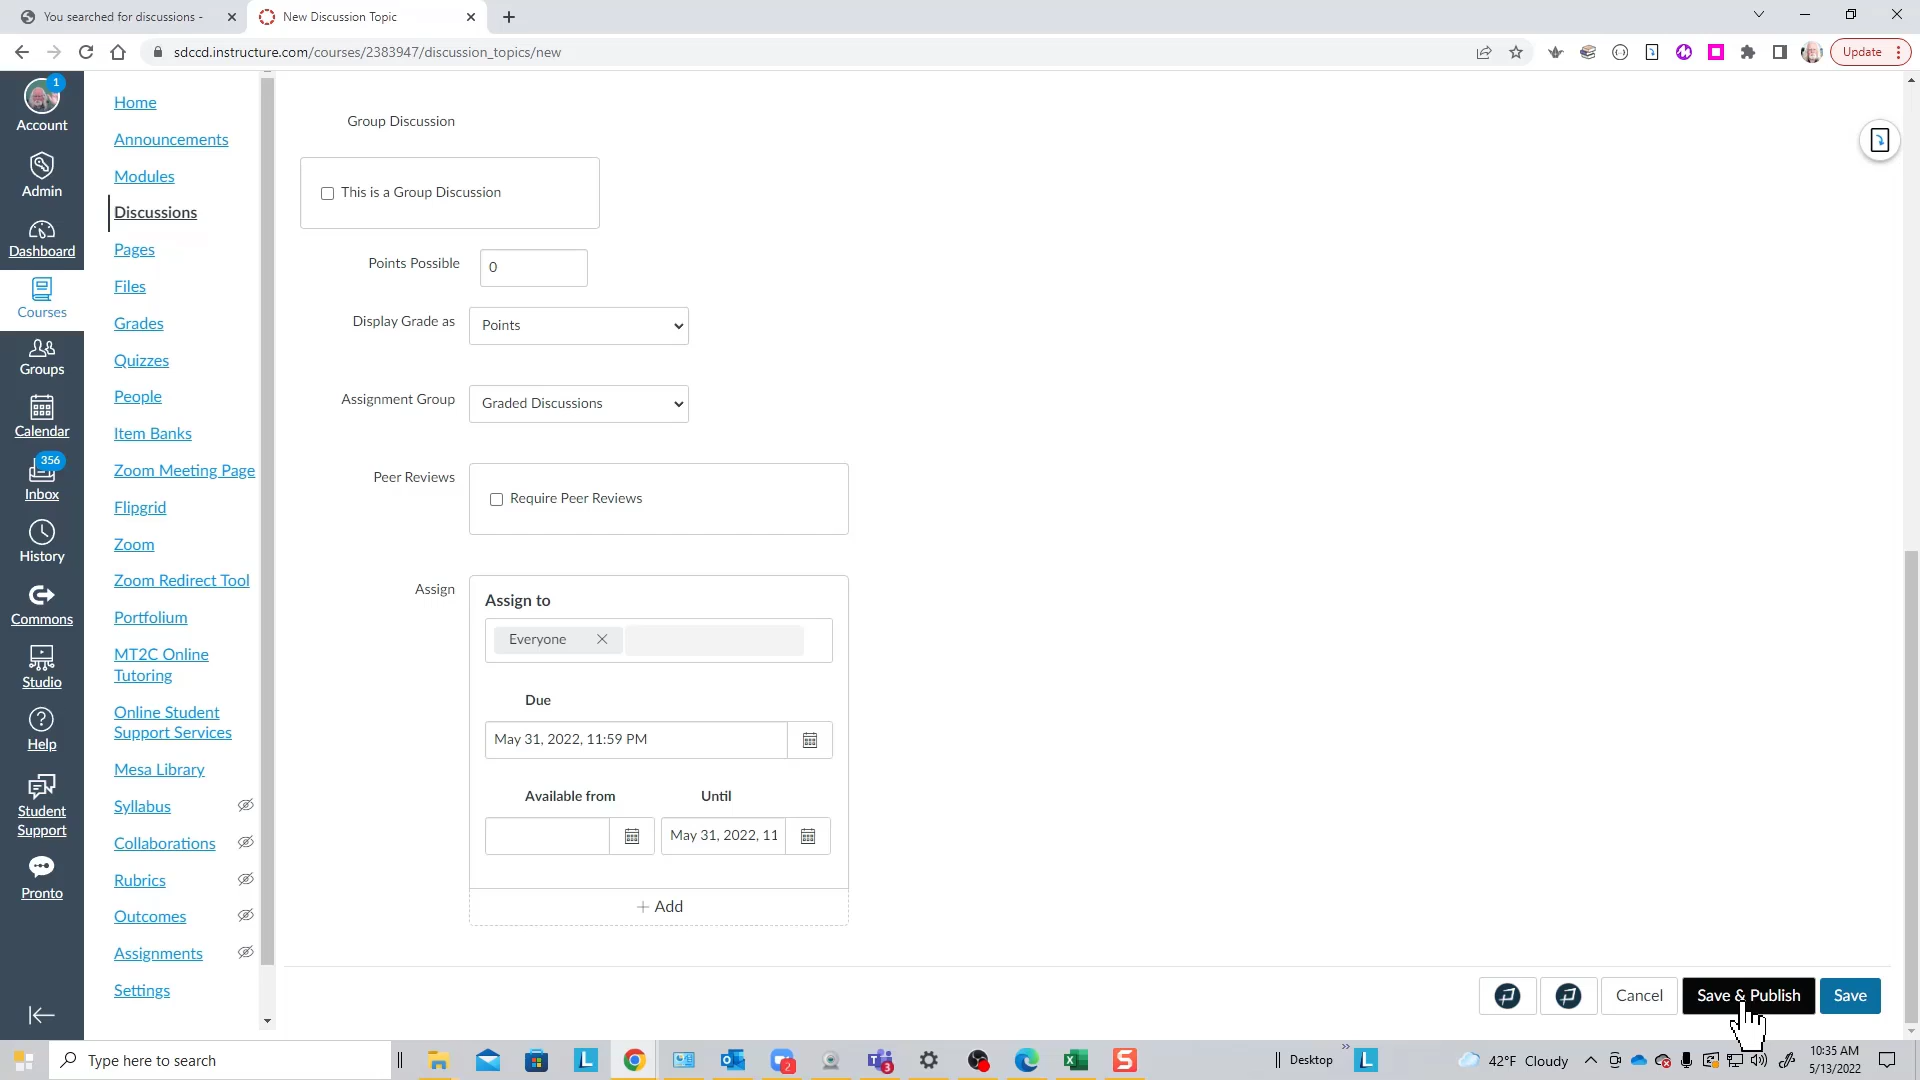 You searched for discussions -
New Discussion Topic
sdccd.instructure.com/courses/2383947/discussion_topics/new
Update
1
Account
Admin
Dashboard
Courses
Groups
Calendar
356
Inbox
History
Commons
Studio
Help
Student
Support
Pronto
Home
Announcements
Modules
Discussions
Pages
Files
Grades
Quizzes
People
Item Banks
Zoom Meeting Page
Flipgrid
Zoom
Zoom Redirect Tool
Portfolium
MT2C Online
Tutoring
Online Student
Support Services
Mesa Library
Syllabus
Collaborations
Rubrics
Outcomes
Assignments
Settings
Group Discussion
This is a Group Discussion
Points Possible
0
Display Grade as
Points
Assignment Group
Graded Discussions
Peer Reviews
Require Peer Reviews
Assign
Assign to
Everyone
Due
May 31, 2022, 11:59 PM
Available from
Until
May 31, 2022, 11
+ Add
Cancel
Save & Publish
Save
Type here to search
L
2
3
S
Desktop
L
42°F Cloudy
10:35 AM
5/13/2022